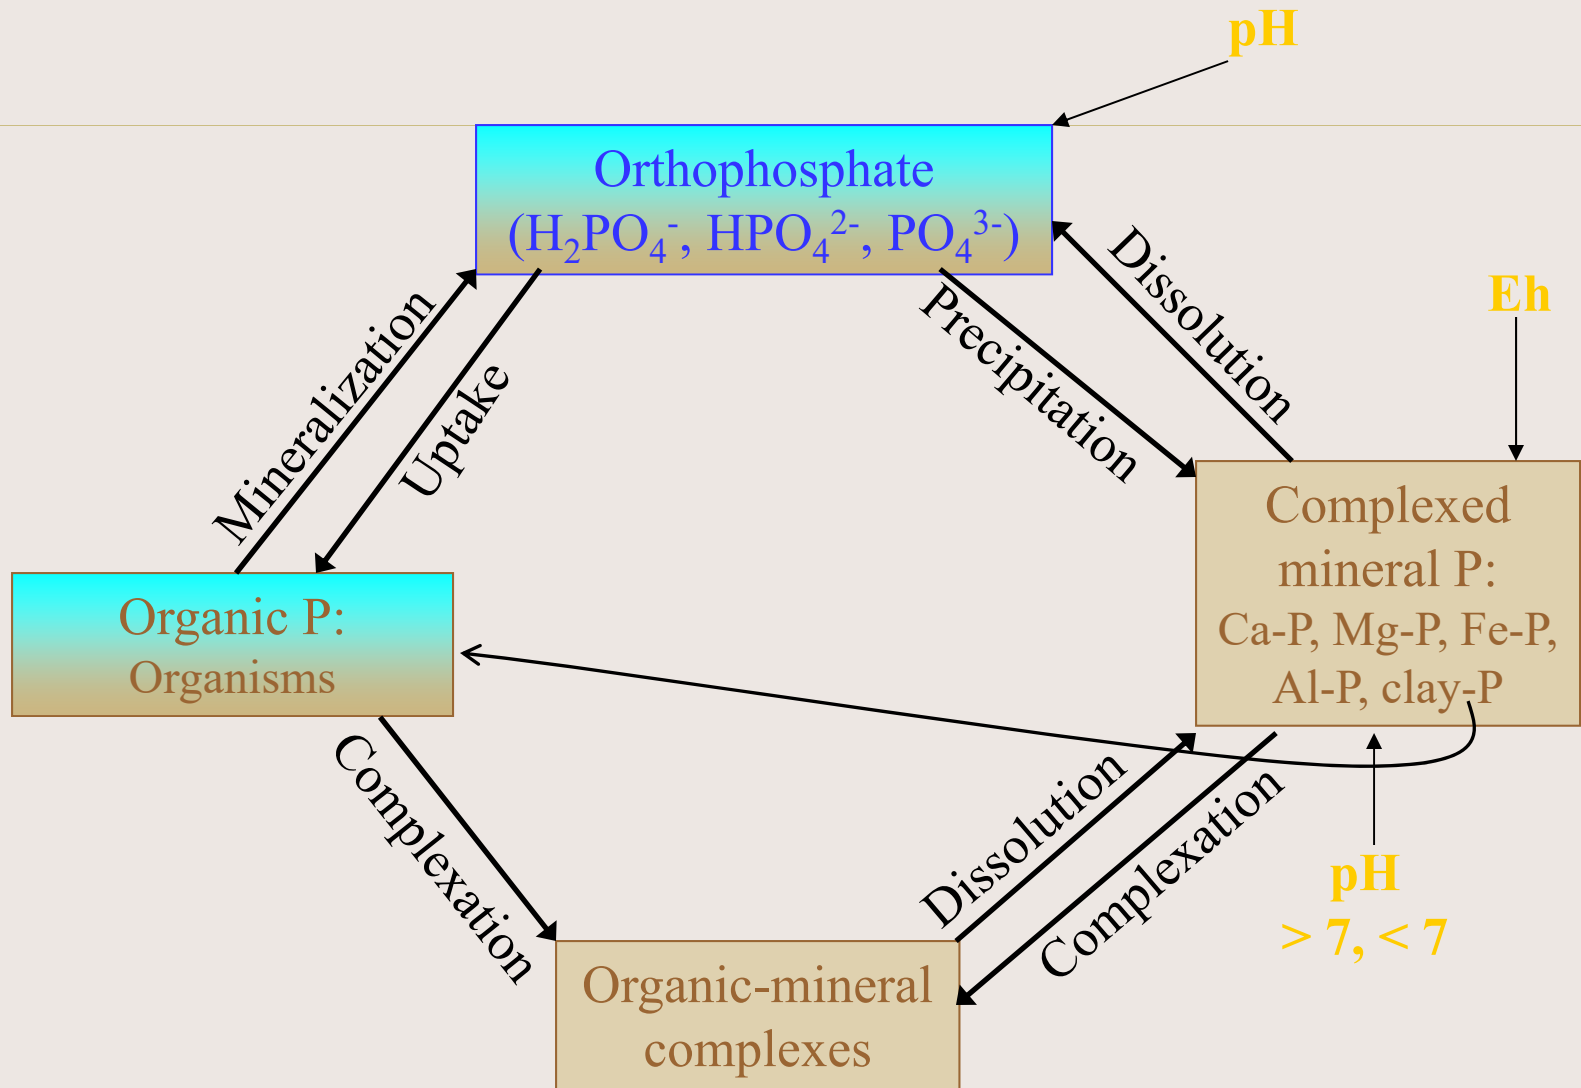 pH
Orthophosphate
(H₂PO₄⁻, HPO₄²⁻, PO₄³⁻)
Dissolution
Eh
Precipitation
Mineralization
Uptake
Complexed
mineral P:
Ca-P, Mg-P, Fe-P,
Al-P, clay-P
Organic P:
Organisms
Complexation
Dissolution
Complexation
pH
> 7, < 7
Organic-mineral
complexes